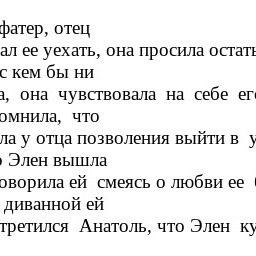 фатер, отец
ал ее уехать, она просила остать
с кем бы ни
а, она чувствовала на себе ег
омнила, что
ла у отца позволения выйти в у
о Элен вышла
оворила ей смеясь о любви ее
диванной ей
третился Анатоль, что Элен ку